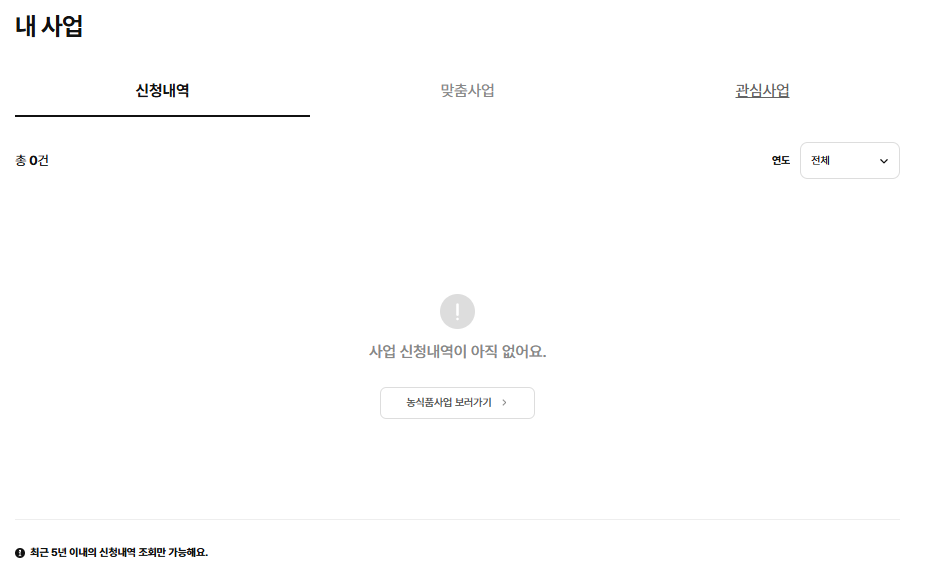 내 사업
신청내역
맞춤사업
관심사업
총 0건
연도
전체
사업 신청내역이 아직 없어요.
농식품사업 보러가기
최근 5년 이내의 신청내역 조회만 가능해요.